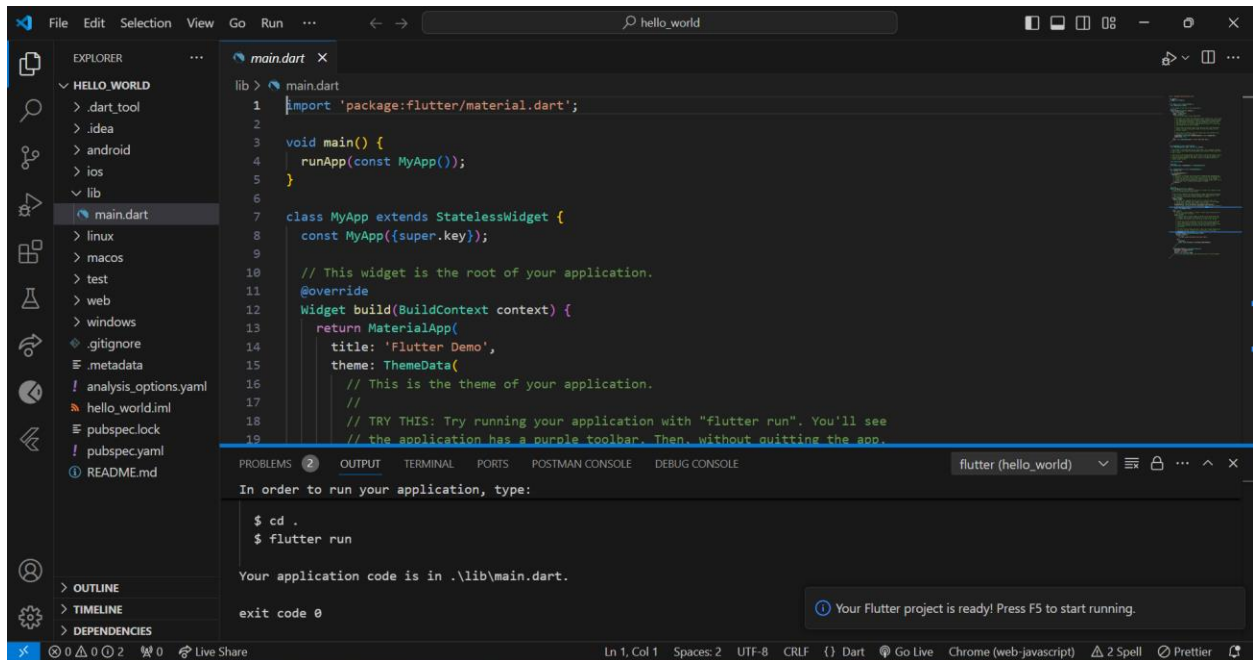 File Edit Selection View Go Run ··· hello_world
EXPLORER ···
HELLO_WORLD
.dart_tool
.idea
android
ios
lib
main.dart
linux
macos
test
web
windows
.gitignore
.metadata
! analysis_options.yaml
hello_world.iml
pubspec.lock
! pubspec.yaml
README.md
OUTLINE
TIMELINE
DEPENDENCIES
main.dart
lib > main.dart
1 import 'package:flutter/material.dart';
2
3 void main() {
4 runApp(const MyApp());
5 }
6
7 class MyApp extends StatelessWidget {
8 const MyApp({super.key});
9
10 // This widget is the root of your application.
11 @override
12 Widget build(BuildContext context) {
13 return MaterialApp(
14 title: 'Flutter Demo',
15 theme: ThemeData(
16 // This is the theme of your application.
17 //
18 // TRY THIS: Try running your application with "flutter run". You'll see
19 // the application has a purple toolbar. Then, without quitting the app,
PROBLEMS 2 OUTPUT TERMINAL PORTS POSTMAN CONSOLE DEBUG CONSOLE flutter (hello_world) ···
In order to run your application, type:
$ cd .
$ flutter run
Your application code is in .\lib\main.dart.
exit code 0
Your Flutter project is ready! Press F5 to start running.
0 0 2 0 Live Share Ln 1, Col 1 Spaces: 2 UTF-8 CRLF {} Dart Go Live Chrome (web-javascript) 2 Spell Prettier